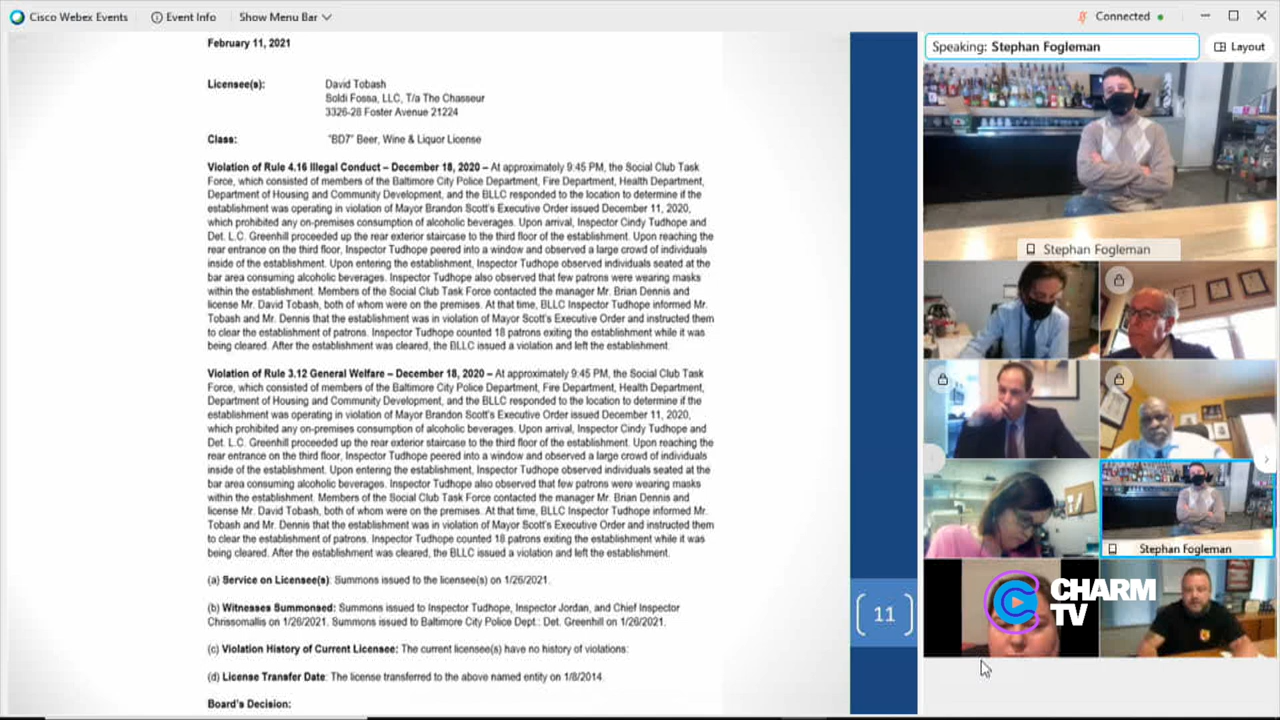 Cisco Webex Events
Event Info
Show Menu Bar
Connected
February 11, 2021
Speaking: Stephan Fogleman
Layout
Licensee(s): David Tobash
Soldi Fossa, LLC, T/a The Chasseur
3326-28 Foster Avenue 21224
Class: "BD7" Beer, Wine & Liquor License
Violation of Rule 4.16 Illegal Conduct – December 18, 2020 – At approximately 9:45 PM, the Social Club Task
Force, which consisted of members of the Baltimore City Police Department, Fire Department, Health Department,
Department of Housing and Community Development, and the BLLC responded to the location to determine if the
establishment was operating in violation of Mayor Brandon Scott's Executive Order issued December 11, 2020,
which prohibited any on-premises consumption of alcoholic beverages. Upon arrival, Inspector Cindy Tudhope and
Det. L.C. Greenhill proceeded up the rear exterior staircase to the third floor of the establishment. Upon reaching the
rear entrance on the third floor, Inspector Tudhope peered into a window and observed a large crowd of individuals
inside of the establishment. Upon entering the establishment, Inspector Tudhope observed individuals seated at the
bar area consuming alcoholic beverages. Inspector Tudhope also observed that few patrons were wearing masks
within the establishment. Members of the Social Club Task Force contacted the manager Mr. Brian Dennis and
license Mr. David Tobash, both of whom were on the premises. At that time, BLLC Inspector Tudhope informed Mr.
Tobash and Mr. Dennis that the establishment was in violation of Mayor Scott's Executive Order and instructed them
to clear the establishment of patrons. Inspector Tudhope counted 18 patrons exiting the establishment while it was
being cleared. After the establishment was cleared, the BLLC issued a violation and left the establishment.
Violation of Rule 3.12 General Welfare – December 18, 2020 – At approximately 9:45 PM, the Social Club Task
Force, which consisted of members of the Baltimore City Police Department, Fire Department, Health Department,
Department of Housing and Community Development, and the BLLC responded to the location to determine if the
establishment was operating in violation of Mayor Brandon Scott's Executive Order issued December 11, 2020,
which prohibited any on-premises consumption of alcoholic beverages. Upon arrival, Inspector Cindy Tudhope and
Det. L.C. Greenhill proceeded up the rear exterior staircase to the third floor of the establishment. Upon reaching the
rear entrance on the third floor, Inspector Tudhope peered into a window and observed a large crowd of individuals
inside of the establishment. Upon entering the establishment, Inspector Tudhope observed individuals seated at the
bar area consuming alcoholic beverages. Inspector Tudhope also observed that few patrons were wearing masks
within the establishment. Members of the Social Club Task Force contacted the manager Mr. Brian Dennis and
license Mr. David Tobash, both of whom were on the premises. At that time, BLLC Inspector Tudhope informed Mr.
Tobash and Mr. Dennis that the establishment was in violation of Mayor Scott's Executive Order and instructed them
to clear the establishment of patrons. Inspector Tudhope counted 18 patrons exiting the establishment while it was
being cleared. After the establishment was cleared, the BLLC issued a violation and left the establishment.
(a) Service on Licensee(s): Summons issued to the licensee(s) on 1/26/2021.
(b) Witnesses Summonsed: Summons issued to Inspector Tudhope, Inspector Jordan, and Chief Inspector
Chrissomallis on 1/26/2021. Summons issued to Baltimore City Police Dept.: Det. Greenhill on 1/26/2021.
(c) Violation History of Current Licensee: The current licensee(s) have no history of violations:
(d) License Transfer Date: The license transferred to the above named entity on 1/8/2014.
Board's Decision:
11
Stephan Fogleman
Stephan Fogleman
CHARM
TV